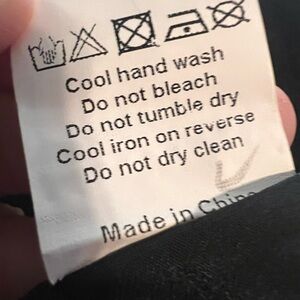 Cool hand wash
Do not bleach
Do not tumble dry
Cool iron on reverse
Do not dry clean
Made in China